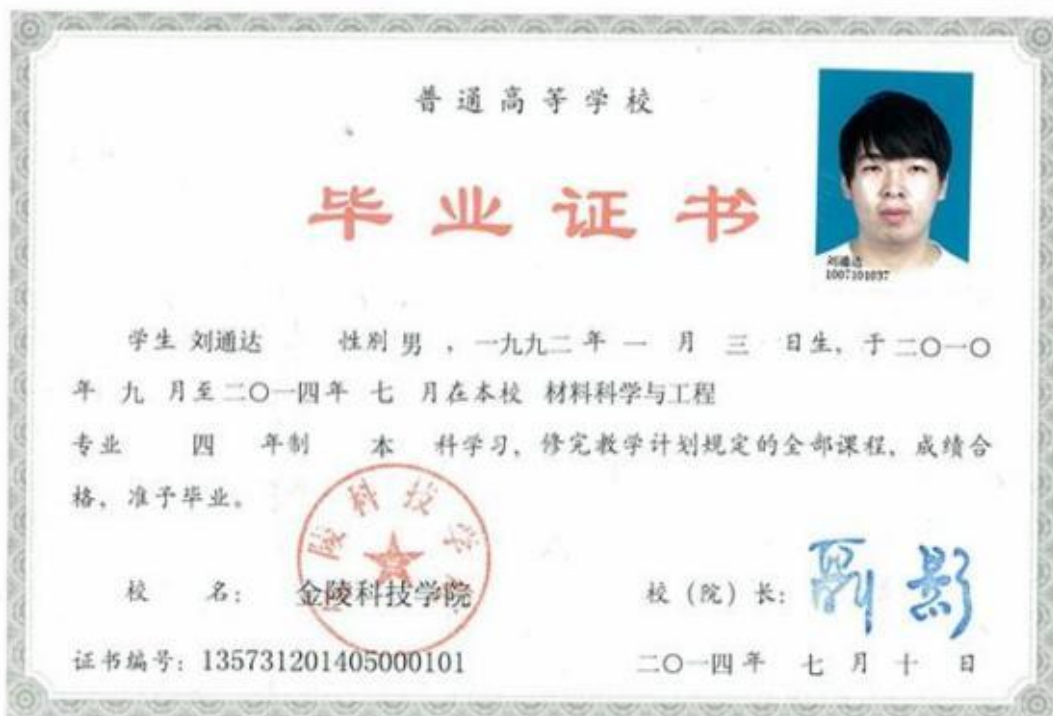 普通高等学校
毕业证书
刘通达
1007101037
学生 刘通达 性别 男 ，一九九二 年 一 月 三 日生，于 二〇一〇
年 九 月至 二〇一四年 七 月在本校 材料科学与工程
专业 四 年制 本 科学习，修完教学计划规定的全部课程，成绩合
格，准予毕业。
陵科技学
校 名： 金陵科技学院
校（院）长：
证书编号：135731201405000101
二〇一四年 七 月 十 日